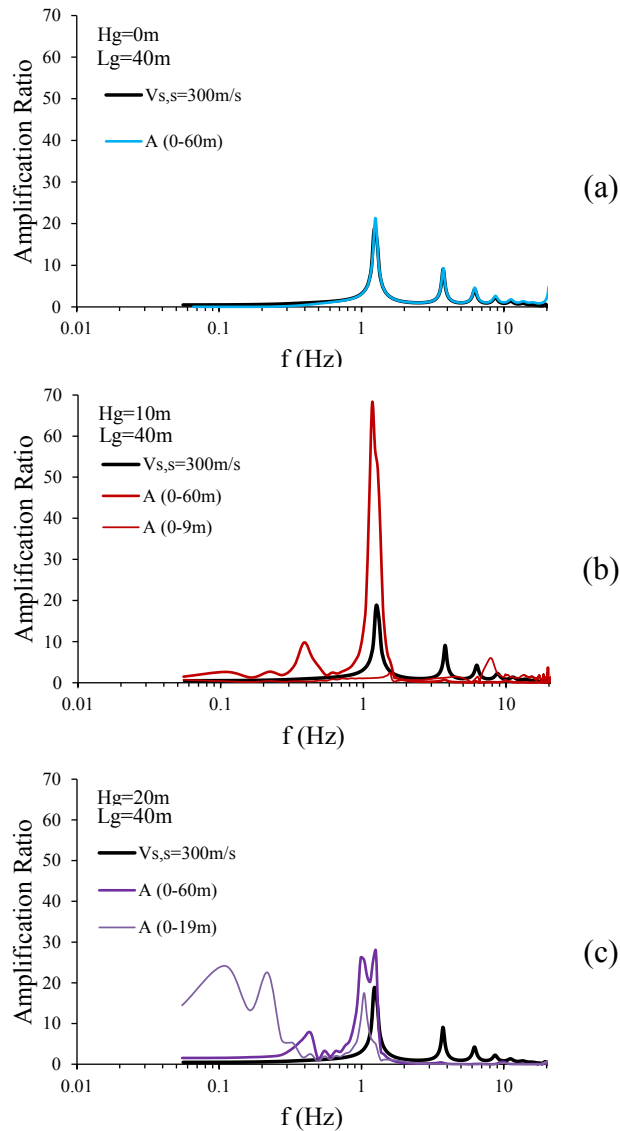 70
60
50
40
30
20
10
0
Amplification Ratio
Hg=0m
Lg=40m
Vs,s=300m/s
A (0-60m)
0.01 0.1 1 10
f (Hz)
(a)
70
60
50
40
30
20
10
0
Amplification Ratio
Hg=10m
Lg=40m
Vs,s=300m/s
A (0-60m)
A (0-9m)
0.01 0.1 1 10
f (Hz)
(b)
70
60
50
40
30
20
10
0
Amplification Ratio
Hg=20m
Lg=40m
Vs,s=300m/s
A (0-60m)
A (0-19m)
0.01 0.1 1 10
f (Hz)
(c)